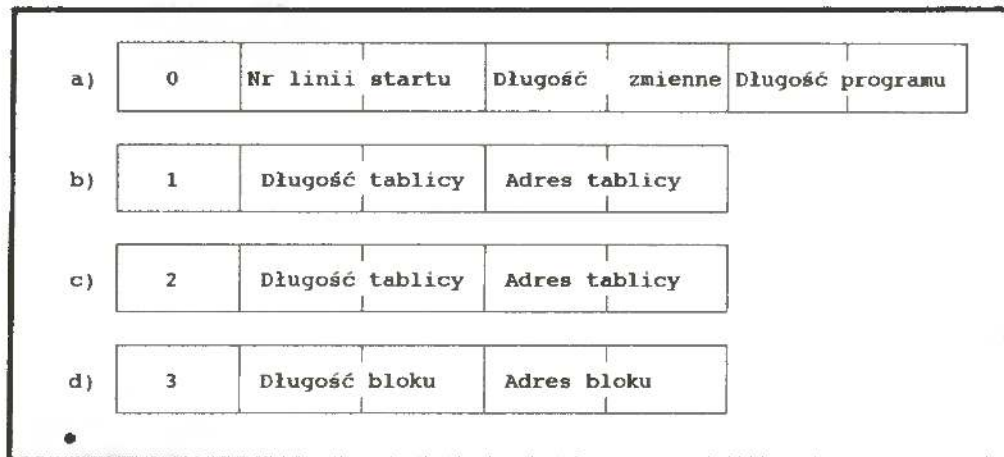 a) 0 Nr linii startu Długość zmienne Długość programu
b) 1 Długość tablicy Adres tablicy
c) 2 Długość tablicy Adres tablicy
d) 3 Długość bloku Adres bloku